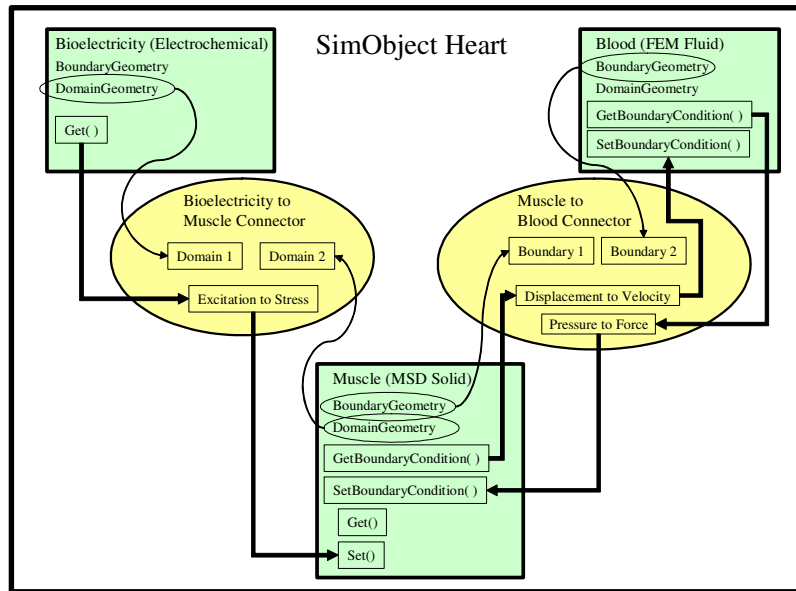 SimObject Heart
Bioelectricity (Electrochemical)
BoundaryGeometry
DomainGeometry
Get( )
Blood (FEM Fluid)
BoundaryGeometry
DomainGeometry
GetBoundaryCondition( )
SetBoundaryCondition( )
Bioelectricity to
Muscle Connector
Domain 1
Domain 2
Excitation to Stress
Muscle to
Blood Connector
Boundary 1
Boundary 2
Displacement to Velocity
Pressure to Force
Muscle (MSD Solid)
BoundaryGeometry
DomainGeometry
GetBoundaryCondition( )
SetBoundaryCondition( )
Get()
Set()